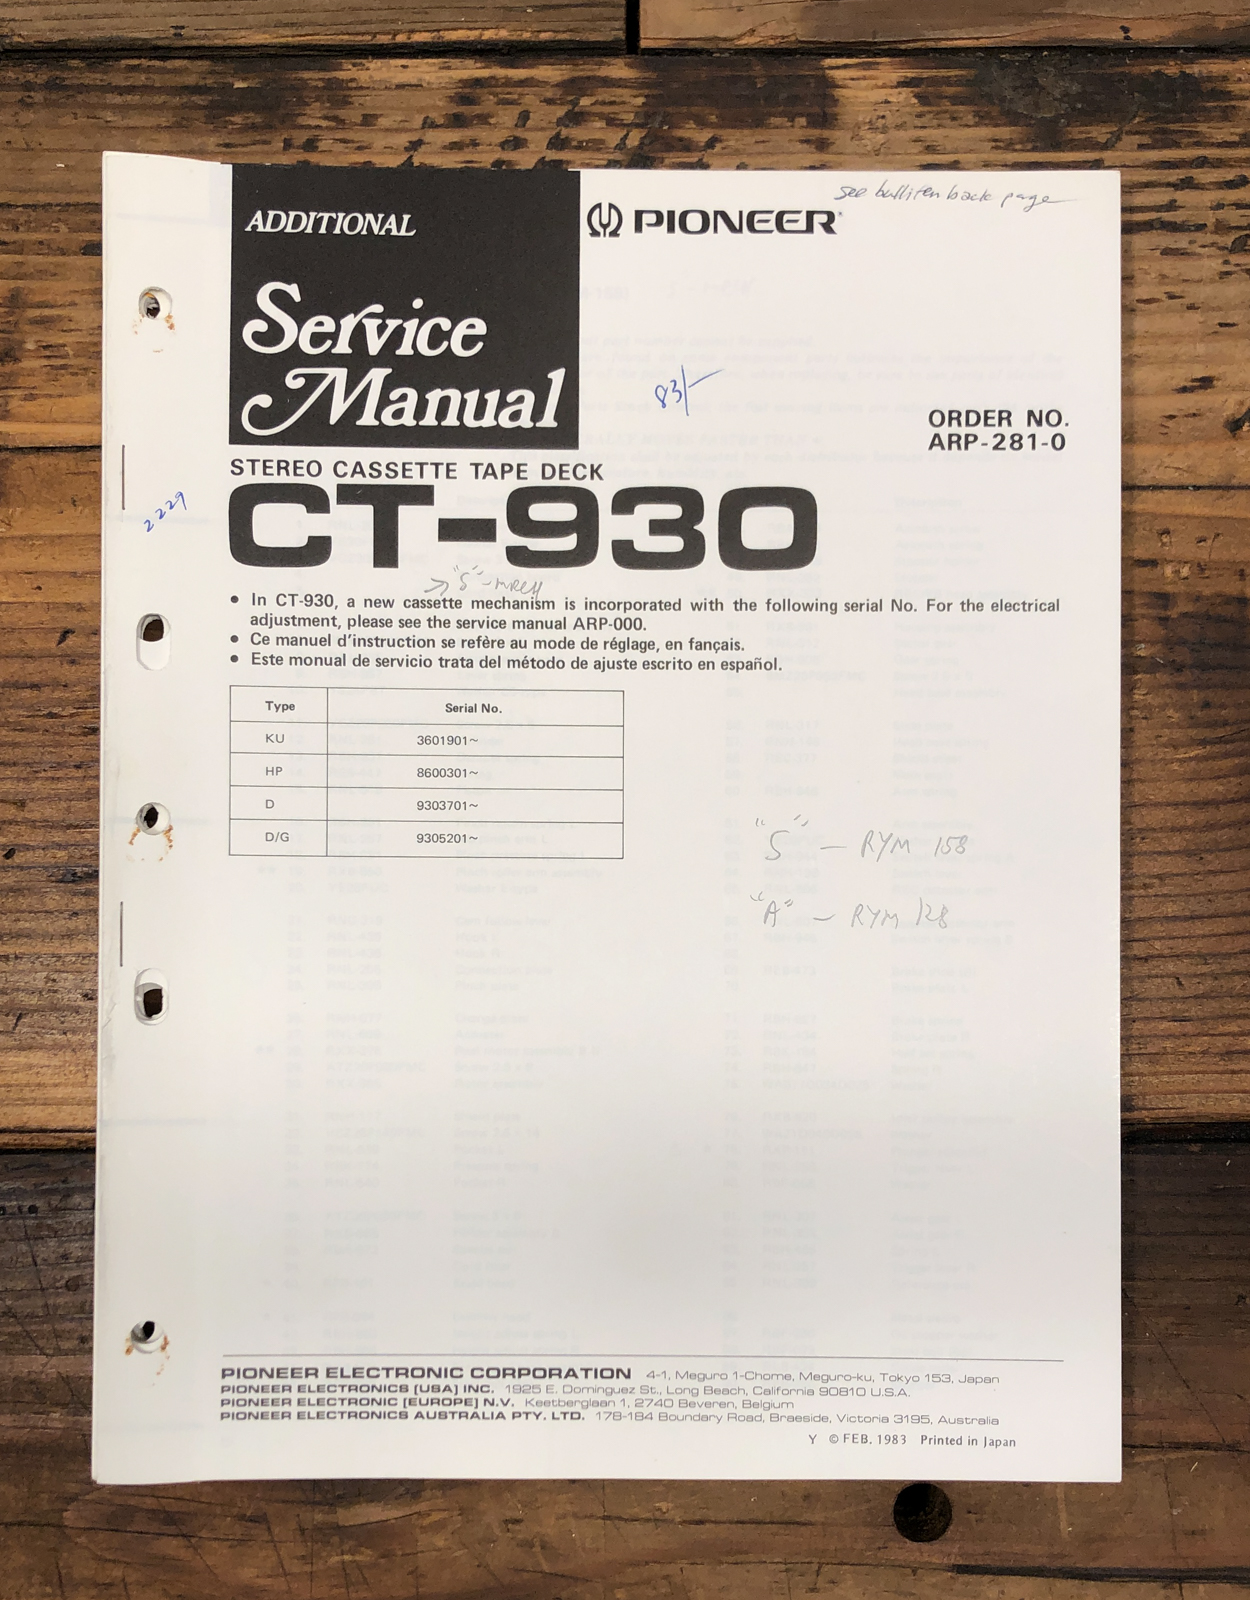 see bulliten back page
ADDITIONAL
PIONEER
Service
Manual
83/-
ORDER NO.
ARP-281-0
STEREO CASSETTE TAPE DECK
CT-930
2229
→ "S" - MECH
• In CT-930, a new cassette mechanism is incorporated with the following serial No. For the electrical
adjustment, please see the service manual ARP-000.
• Ce manuel d'instruction se refère au mode de réglage, en fançais.
• Este monual de servicio trata del método de ajuste escrito en español.
Type Serial No.
KU 3601901~
HP 8600301~
D 9303701~
D/G 9305201~
"S" — RYM 158
"A" — RYM 128
PIONEER ELECTRONIC CORPORATION 4-1, Meguro 1-Chome, Meguro-ku, Tokyo 153, Japan
PIONEER ELECTRONICS [USA] INC. 1925 E. Dominguez St., Long Beach, California 90810 U.S.A.
PIONEER ELECTRONIC [EUROPE] N.V. Keetberglaan 1, 2740 Beveren, Belgium
PIONEER ELECTRONICS AUSTRALIA PTY. LTD. 178-184 Boundary Road, Braeside, Victoria 3195, Australia
Y © FEB. 1983 Printed in Japan